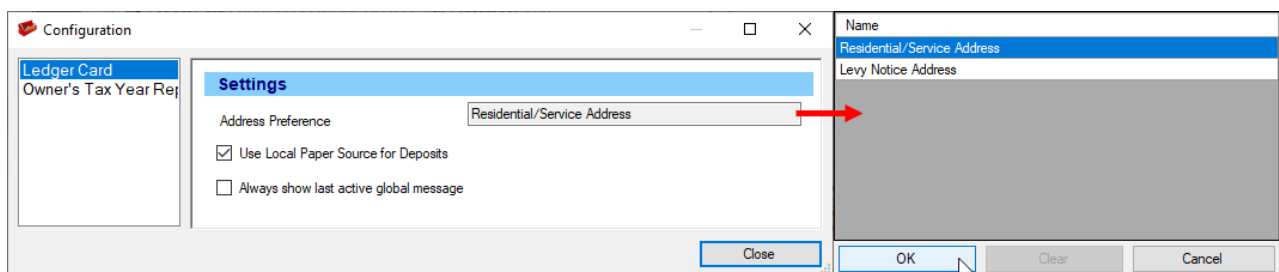 Configuration
Ledger Card
Owner's Tax Year Rep
Settings
Address Preference
Residential/Service Address
Use Local Paper Source for Deposits
Always show last active global message
Close
Name
Residential/Service Address
Levy Notice Address
OK
Clear
Cancel